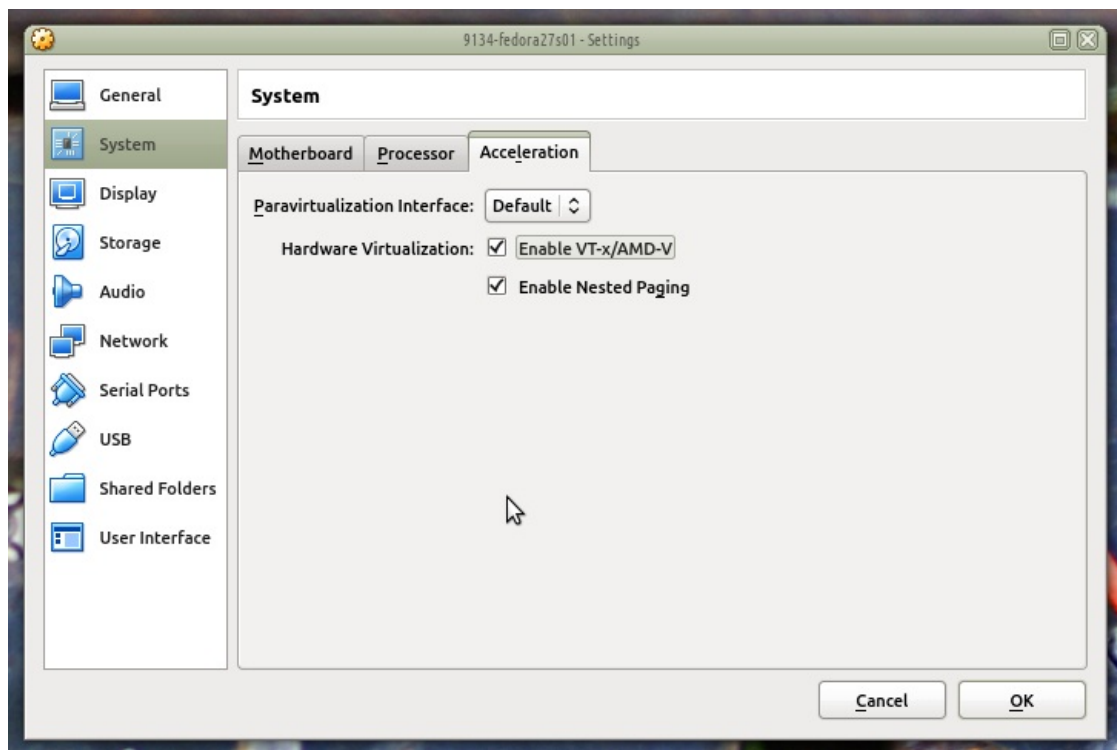 9134-fedora27s01 - Settings
General
System
Display
Storage
Audio
Network
Serial Ports
USB
Shared Folders
User Interface
System
Motherboard Processor Acceleration
Paravirtualization Interface: Default
Hardware Virtualization: Enable VT-x/AMD-V
Enable Nested Paging
Cancel OK